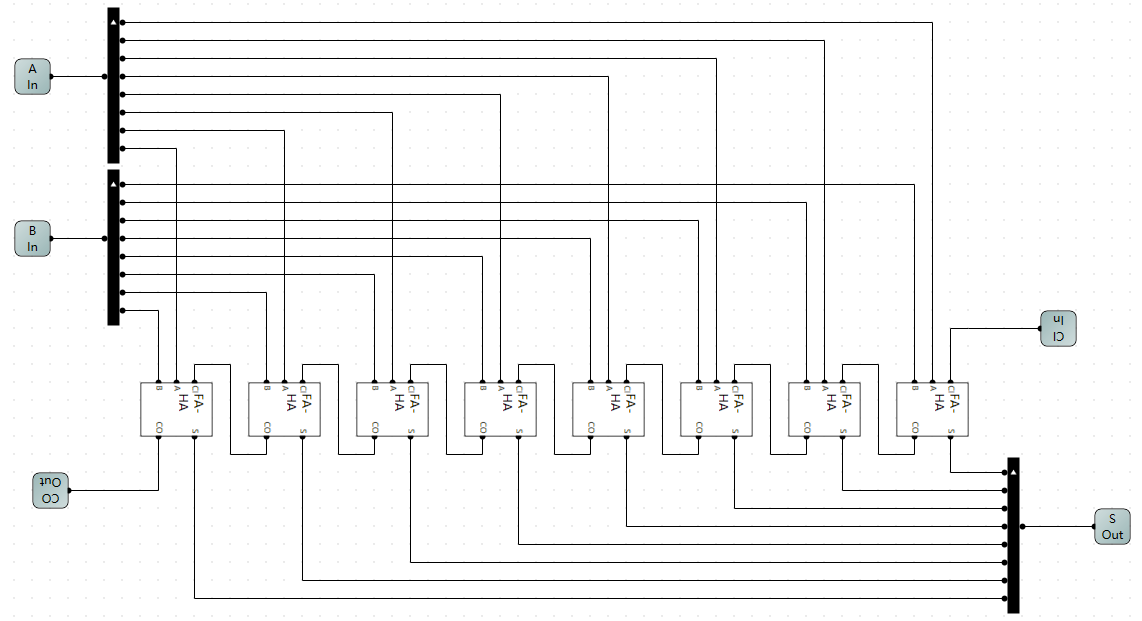 A
In
B
In
CI
In
B A CI B A CI B A CI B A CI B A CI B A CI B A CI B A CI
FA-HA FA-HA FA-HA FA-HA FA-HA FA-HA FA-HA FA-HA
CO S CO S CO S CO S CO S CO S CO S CO S
CO
Out
S
Out